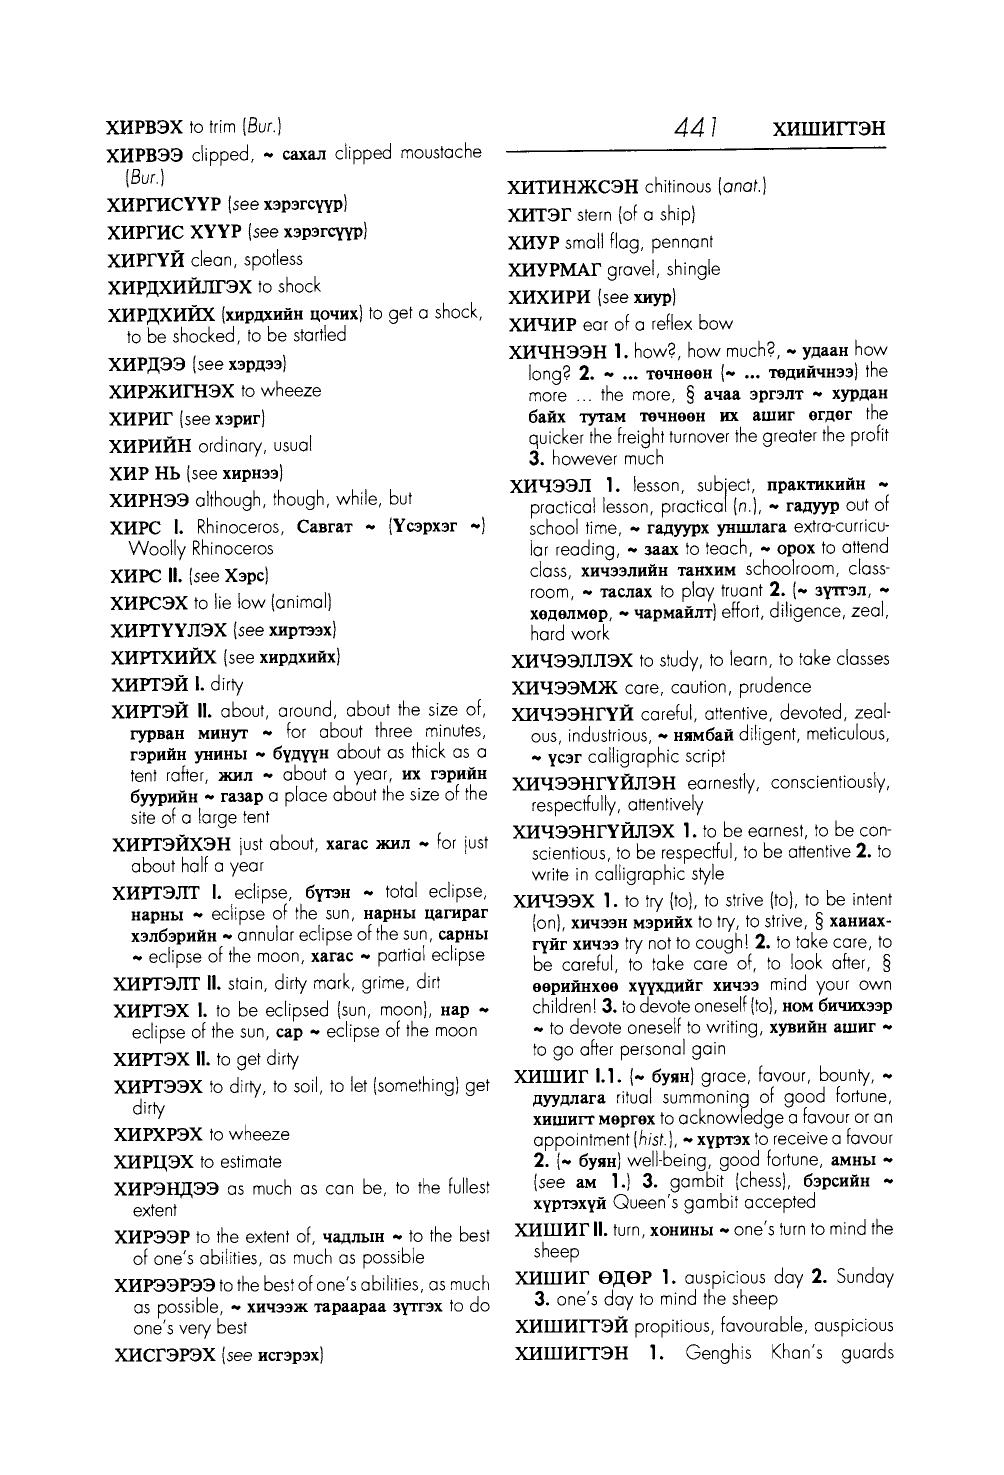 ХИРВЭХ to trim (Bur.)
ХИРВЭЭ clipped, ~ сахал clipped moustache
(Bur.)
ХИРГИСҮҮР (see хэрэгсүүр)
ХИРГИС ХҮҮР (see хэрэгсүүр)
ХИРГҮЙ clean, spotless
ХИРДХИЙЛГЭХ to shock
ХИРДХИЙХ (хирдхийн цочих) to get a shock,
to be shocked, to be startled
ХИРДЭЭ (see хэрдээ)
ХИРЖИГНЭХ to wheeze
ХИРИГ (see хэриг)
ХИРИЙН ordinary, usual
ХИР НЬ (see хирнээ)
ХИРНЭЭ although, though, while, but
ХИРС I. Rhinoceros, Савгат ~ (Үсэрхэг ~)
Woolly Rhinoceros
ХИРС II. (see Хэрс)
ХИРСЭХ to lie low (animal)
ХИРТҮҮЛЭХ (see хиртээх)
ХИРТХИЙХ (see хирдхийх)
ХИРТЭЙ I. dirty
ХИРТЭЙ II. about, around, about the size of,
гурван минут ~ for about three minutes,
гэрийн унины ~ бүдүүн about as thick as a
tent rafter, жил ~ about a year, их гэрийн
буурийн ~ газар a place about the size of the
site of a large tent
ХИРТЭЙХЭН just about, хагас жил ~ for just
about half a year
ХИРТЭЛТ I. eclipse, бүтэн ~ total eclipse,
нарны ~ eclipse of the sun, нарны цагираг
хэлбэрийн ~ annular eclipse of the sun, сарны
~ eclipse of the moon, хагас ~ partial eclipse
ХИРТЭЛТ II. stain, dirty mark, grime, dirt
ХИРТЭХ I. to be eclipsed (sun, moon), нар ~
eclipse of the sun, сар ~ eclipse of the moon
ХИРТЭХ II. to get dirty
ХИРТЭЭХ to dirty, to soil, to let (something) get
dirty
ХИРХРЭХ to wheeze
ХИРЦЭХ to estimate
ХИРЭНДЭЭ as much as can be, to the fullest
extent
ХИРЭЭР to the extent of, чадлын ~ to the best
of one's abilities, as much as possible
ХИРЭЭРЭЭ to the best of one's abilities, as much
as possible, ~ хичээж тараараа зүтгэх to do
one's very best
ХИСГЭРЭХ (see исгэрэх)
441 ХИШИГТЭН
ХИТИНЖСЭН chitinous (anat.)
ХИТЭГ stern (of a ship)
ХИУР small flag, pennant
ХИУРМАГ gravel, shingle
ХИХИРИ (see хиур)
ХИЧИР ear of a reflex bow
ХИЧНЭЭН 1. how?, how much?, ~ удаан how
long? 2. ~ ... төчнөөн (~ ... төдийчнээ) the
more ... the more, § ачаа эргэлт ~ хурдан
байх тутам төчнөөн их ашиг өгдөг the
quicker the freight turnover the greater the profit
3. however much
ХИЧЭЭЛ 1. lesson, subject, практикийн ~
practical lesson, practical (n.), ~ гадуур out of
school time, ~ гадуурх уншлага extra-curricu-
lar reading, ~ заах to teach, ~ орох to attend
class, хичээлийн танхим schoolroom, class-
room, ~ таслах to play truant 2. (~ зүтгэл, ~
хөдөлмөр, ~ чармайлт) effort, diligence, zeal,
hard work
ХИЧЭЭЛЛЭХ to study, to learn, to take classes
ХИЧЭЭМЖ care, caution, prudence
ХИЧЭЭНГҮЙ careful, attentive, devoted, zeal-
ous, industrious, ~ нямбай diligent, meticulous,
~ үсэг calligraphic script
ХИЧЭЭНГҮЙЛЭН earnestly, conscientiously,
respectfully, attentively
ХИЧЭЭНГҮЙЛЭХ 1. to be earnest, to be con-
scientious, to be respectful, to be attentive 2. to
write in calligraphic style
ХИЧЭЭХ 1. to try (to), to strive (to), to be intent
(on), хичээн мэрийх to try, to strive, § ханиах-
гүйг хичээ try not to cough! 2. to take care, to
be careful, to take care of, to look after, §
өөрийнхөө хүүхдийг хичээ mind your own
children! 3. to devote oneself (to), ном бичихээр
~ to devote oneself to writing, хувийн ашиг ~
to go after personal gain
ХИШИГ I.1. (~ буян) grace, favour, bounty, ~
дуудлага ritual summoning of good fortune,
хишигт мөргөх to acknowledge a favour or an
appointment (hist.), ~ хүртэх to receive a favour
2. (~ буян) well-being, good fortune, амны ~
(see ам 1.) 3. gambit (chess), бэрсийн ~
хүртэхүй Queen's gambit accepted
ХИШИГ II. turn, хонины ~ one's turn to mind the
sheep
ХИШИГ ӨДӨР 1. auspicious day 2. Sunday
3. one's day to mind the sheep
ХИШИГТЭЙ propitious, favourable, auspicious
ХИШИГТЭН 1. Genghis Khan's guards